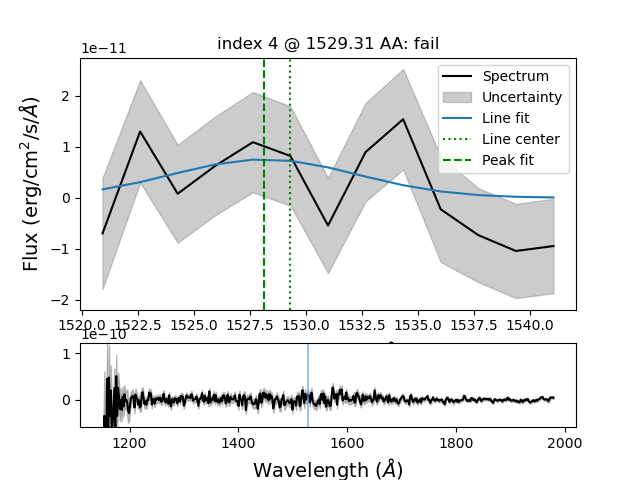 index 4 @ 1529.31 AA: fail
1e−11
Spectrum
Uncertainty
Line fit
Line center
Peak fit
2
1
0
−1
−2
Flux (erg/cm²/s/Å)
1520.0 1522.5 1525.0 1527.5 1530.0 1532.5 1535.0 1537.5 1540.0
1e−10
1
0
1200 1400 1600 1800 2000
Wavelength (Å)